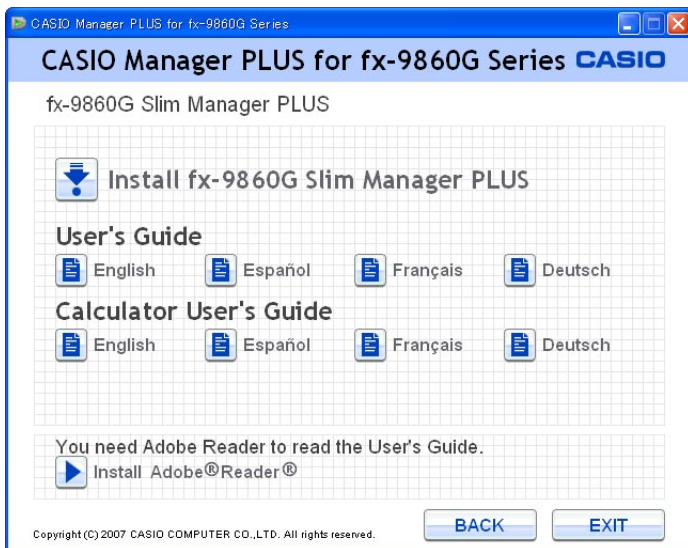 CASIO Manager PLUS for fx-9860G Series
CASIO Manager PLUS for fx-9860G Series CASIO
fx-9860G Slim Manager PLUS
Install fx-9860G Slim Manager PLUS
User's Guide
English Español Français Deutsch
Calculator User's Guide
English Español Français Deutsch
You need Adobe Reader to read the User's Guide.
Install Adobe®Reader®
BACK EXIT
Copyright (C) 2007 CASIO COMPUTER CO.,LTD. All rights reserved.